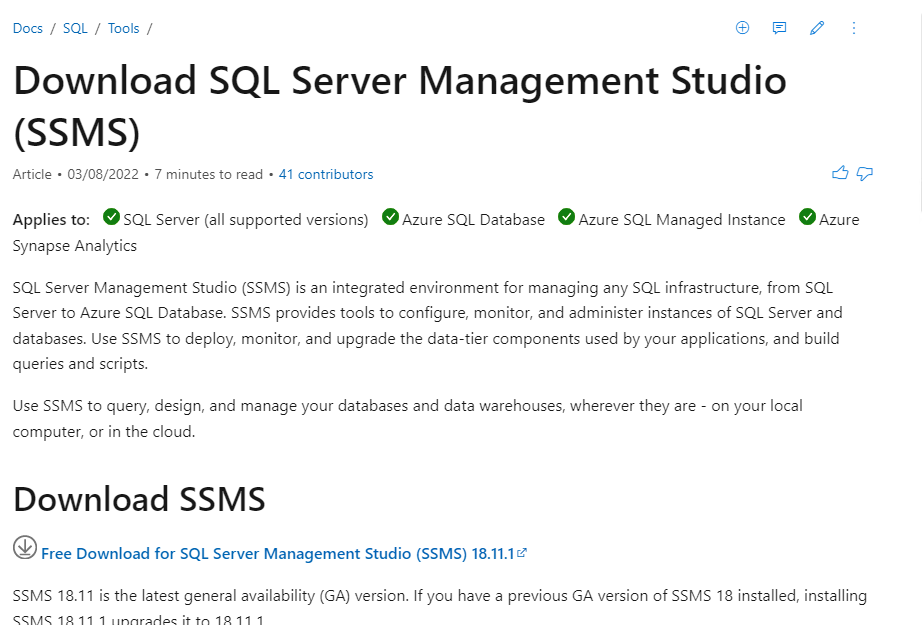 Docs / SQL / Tools /
Download SQL Server Management Studio
(SSMS)
Article • 03/08/2022 • 7 minutes to read • 41 contributors
Applies to: SQL Server (all supported versions) Azure SQL Database Azure SQL Managed Instance Azure
Synapse Analytics
SQL Server Management Studio (SSMS) is an integrated environment for managing any SQL infrastructure, from SQL
Server to Azure SQL Database. SSMS provides tools to configure, monitor, and administer instances of SQL Server and
databases. Use SSMS to deploy, monitor, and upgrade the data-tier components used by your applications, and build
queries and scripts.
Use SSMS to query, design, and manage your databases and data warehouses, wherever they are - on your local
computer, or in the cloud.
Download SSMS
Free Download for SQL Server Management Studio (SSMS) 18.11.1
SSMS 18.11 is the latest general availability (GA) version. If you have a previous GA version of SSMS 18 installed, installing
SSMS 18.11.1 upgrades it to 18.11.1.